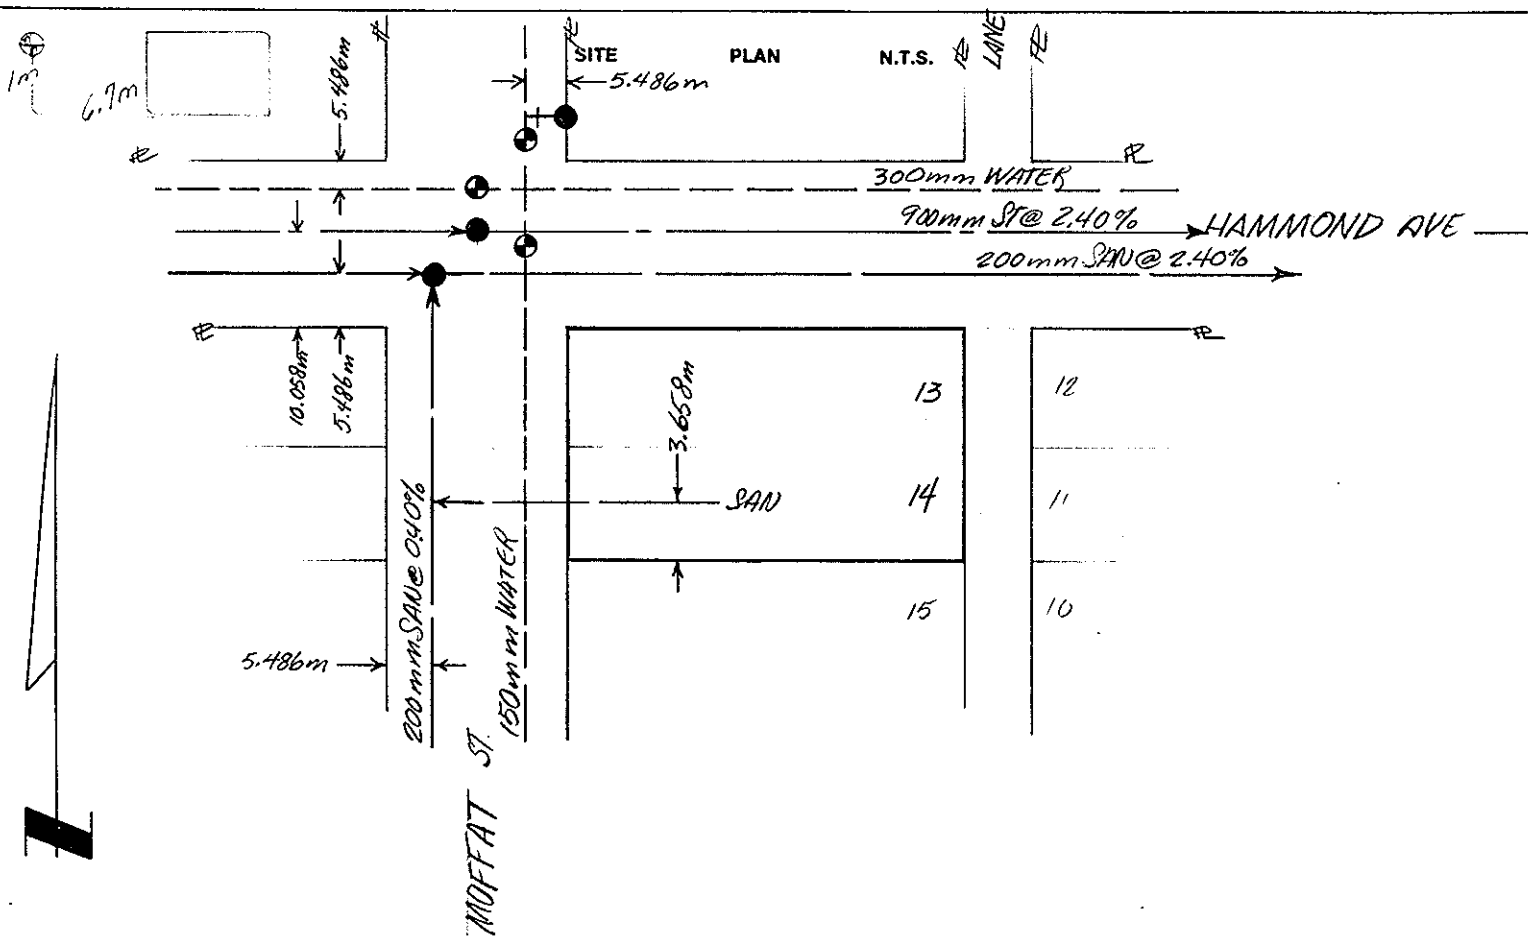 SITE PLAN N.T.S.
LANE
1m
6.7m
5.486m
5.486m
300mm WATER
900mm ST@ 2.40%
HAMMOND AVE
200mm SAN@ 2.40%
10.058m
5.486m
3.658m
13
12
SAN
14
11
200mm SAN@ 0.40%
150mm WATER
15
10
5.486m
MOFFAT ST.